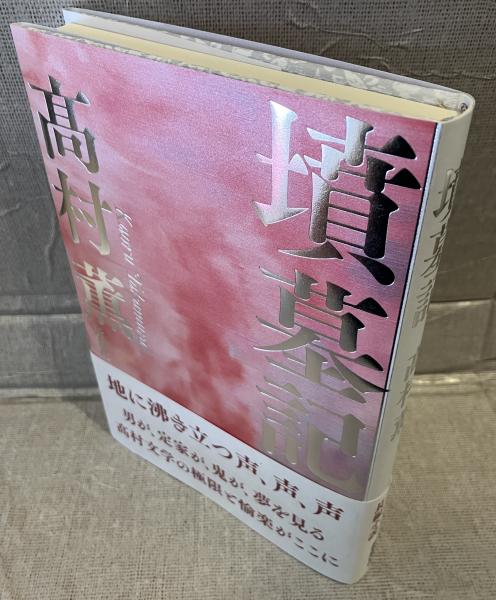 墳墓記
髙村薫
Kaoru Takamura
地に沸き立つ声、声、声
男が、定家が、鬼が、夢を見る
髙村文学の極限と愉楽がここに
墳墓記